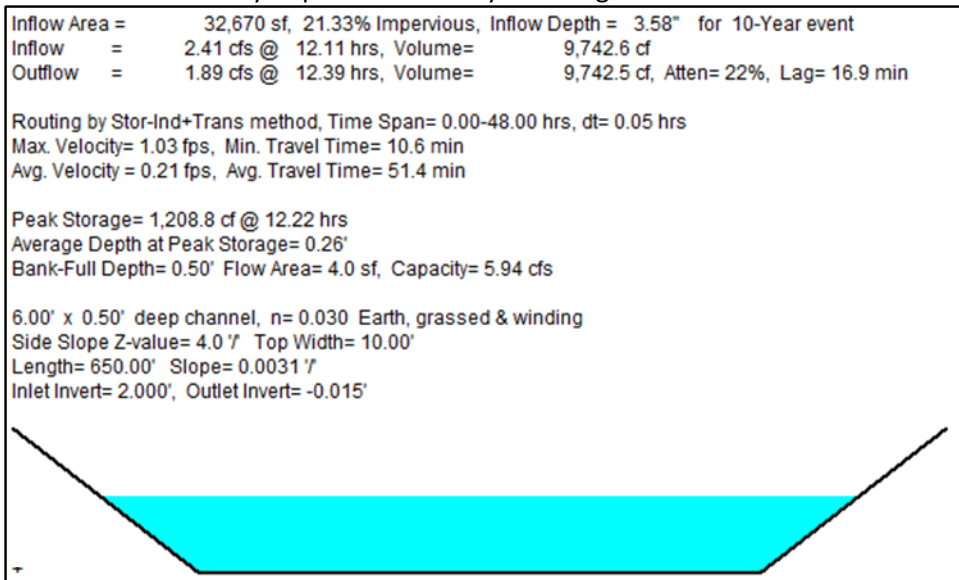 Inflow Area = 32,670 sf, 21.33% Impervious, Inflow Depth = 3.58" for 10-Year event
Inflow = 2.41 cfs @ 12.11 hrs, Volume= 9,742.6 cf
Outflow = 1.89 cfs @ 12.39 hrs, Volume= 9,742.5 cf, Atten= 22%, Lag= 16.9 min
Routing by Stor-Ind+Trans method, Time Span= 0.00-48.00 hrs, dt= 0.05 hrs
Max. Velocity= 1.03 fps, Min. Travel Time= 10.6 min
Avg. Velocity = 0.21 fps, Avg. Travel Time= 51.4 min
Peak Storage= 1,208.8 cf @ 12.22 hrs
Average Depth at Peak Storage= 0.26'
Bank-Full Depth= 0.50' Flow Area= 4.0 sf, Capacity= 5.94 cfs
6.00' x 0.50' deep channel, n= 0.030 Earth, grassed & winding
Side Slope Z-value= 4.0 '/' Top Width= 10.00'
Length= 650.00' Slope= 0.0031 '/'
Inlet Invert= 2.000', Outlet Invert= -0.015'